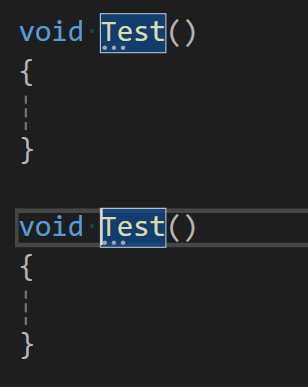 void Test()
{
}
void Test()
{
}